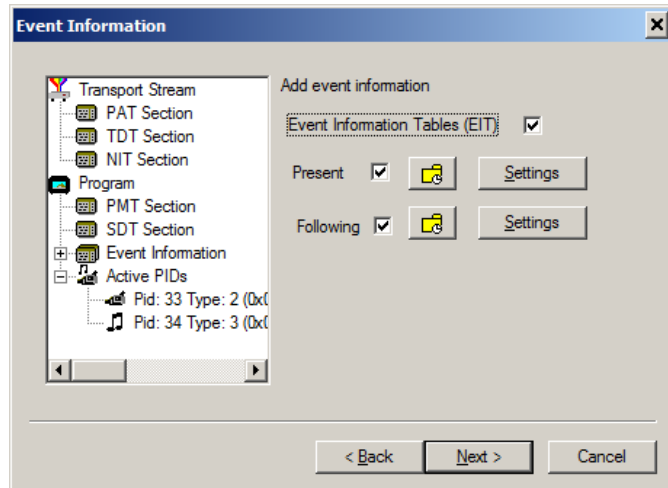 Event Information
Transport Stream
PAT Section
TDT Section
NIT Section
Program
PMT Section
SDT Section
Event Information
Active PIDs
Pid: 33 Type: 2 (0x0
Pid: 34 Type: 3 (0x0
Add event information
Event Information Tables (EIT)
Present
Settings
Following
Settings
< Back
Next >
Cancel